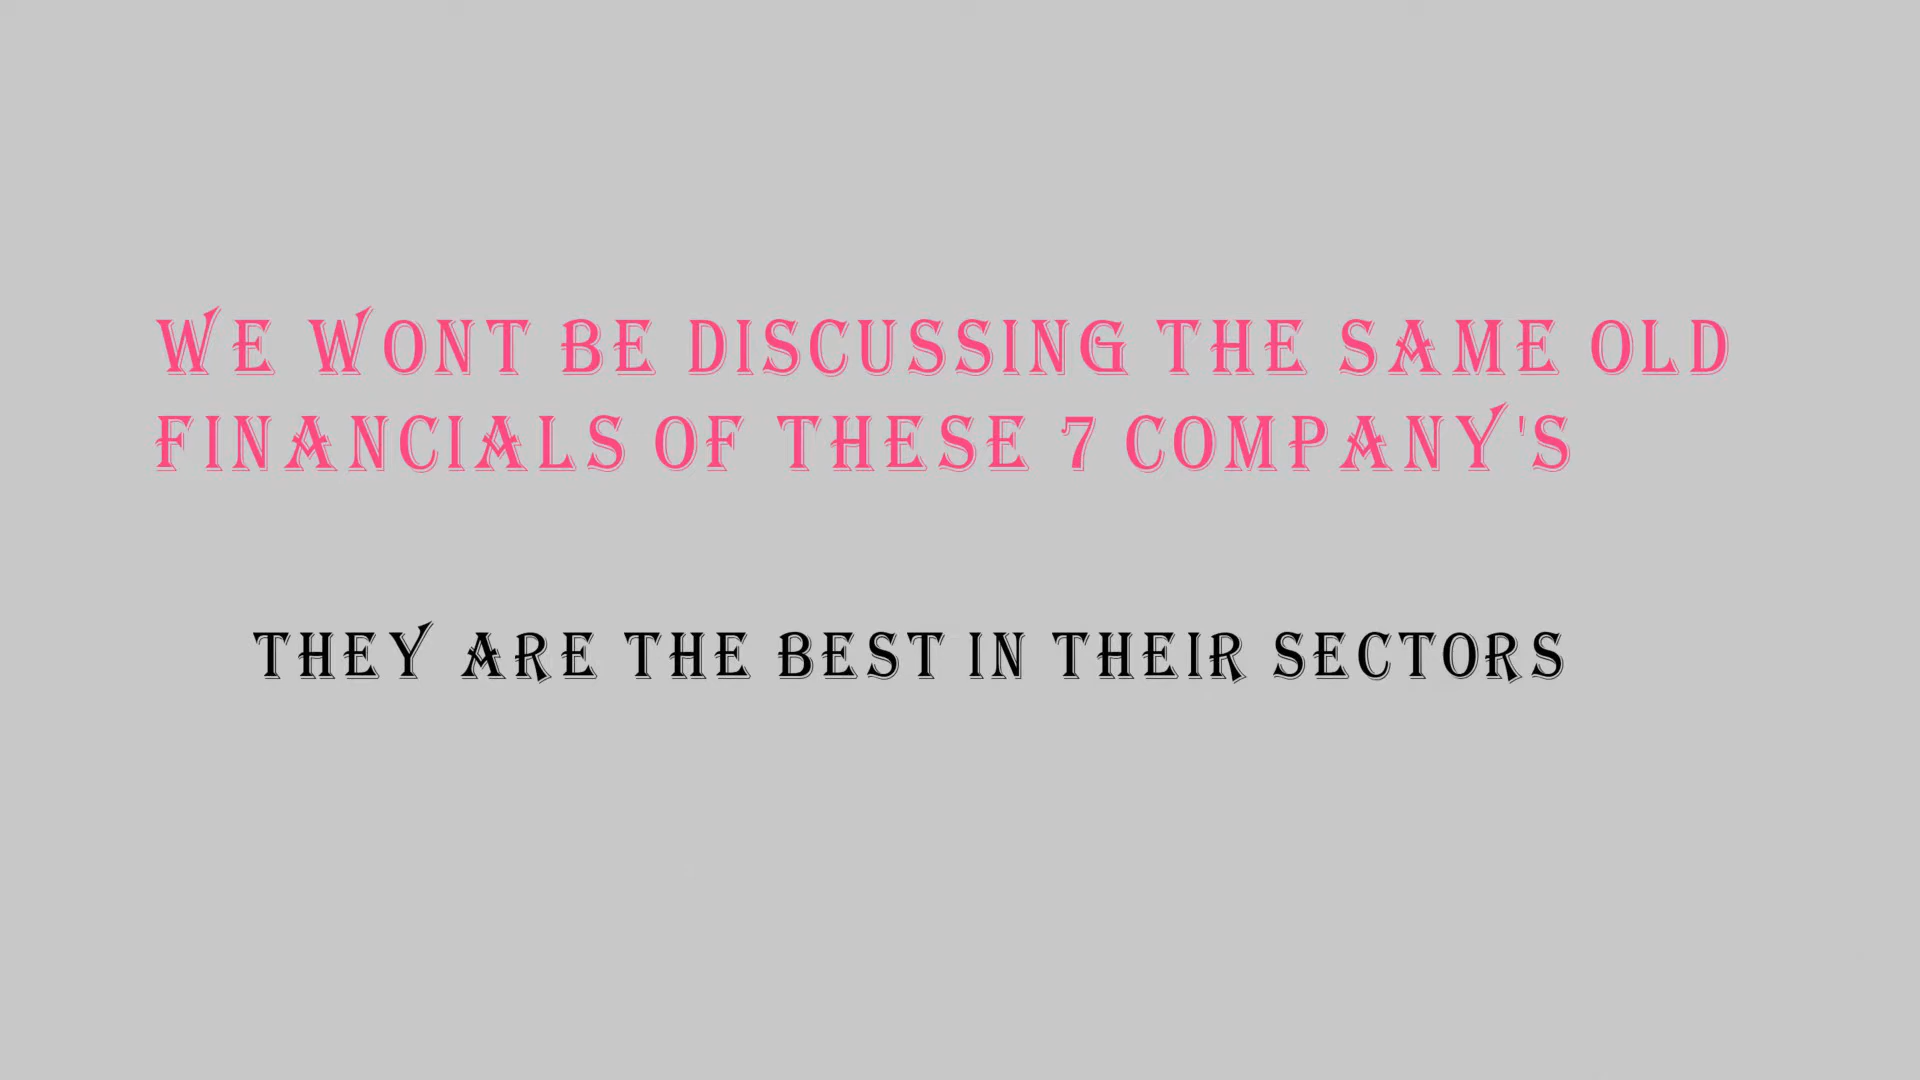 WE WONT BE DISCUSSING THE SAME OLD
FINANCIALS OF THESE 7 COMPANY'S
THEY ARE THE BEST IN THEIR SECTORS